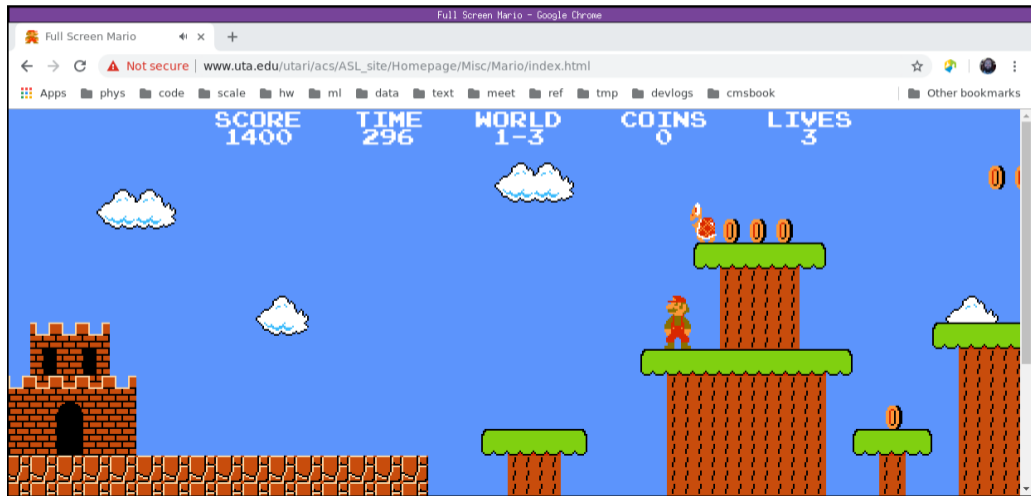 Full Screen Mario - Google Chrome
Full Screen Mario
Not secure | www.uta.edu/utari/acs/ASL_site/Homepage/Misc/Mario/index.html
Apps phys code scale hw ml data text meet ref tmp devlogs cmsbook Other bookmarks
SCORE TIME WORLD COINS LIVES
1400 296 1-3 0 3